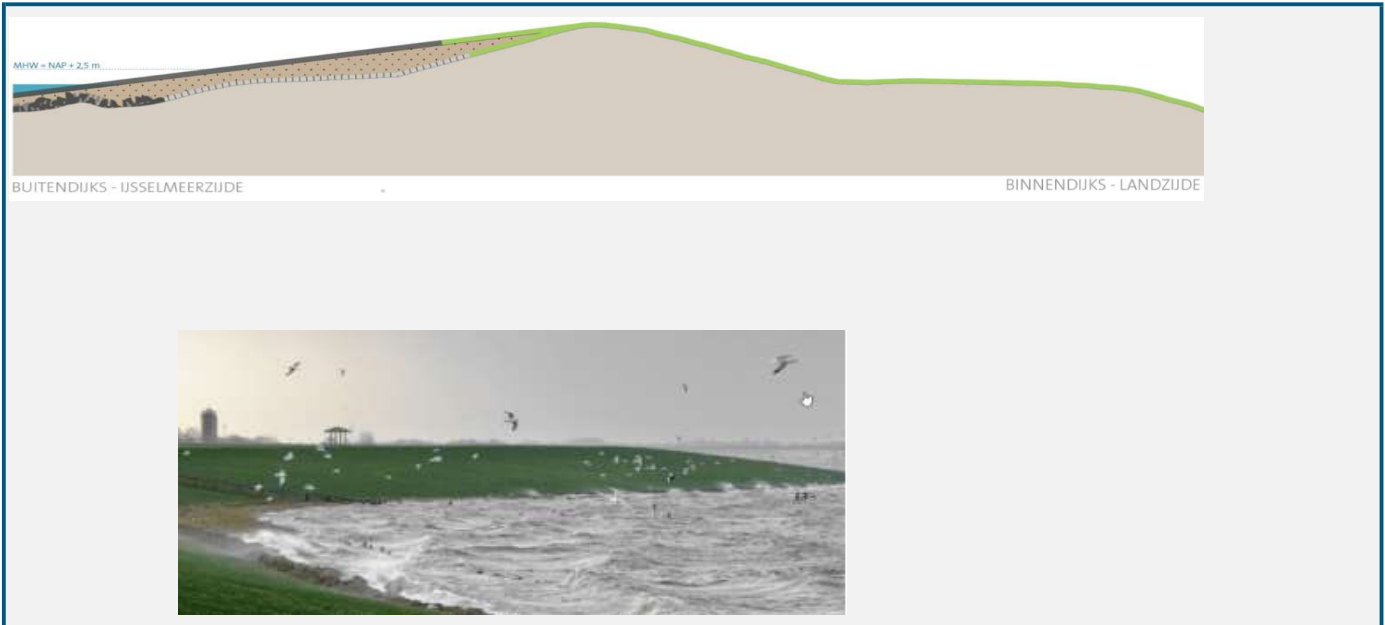 MHW = NAP + 2,5 m
BUITENDIJKS - IJSSELMEERZIJDE
BINNENDIJKS - LANDZIJDE